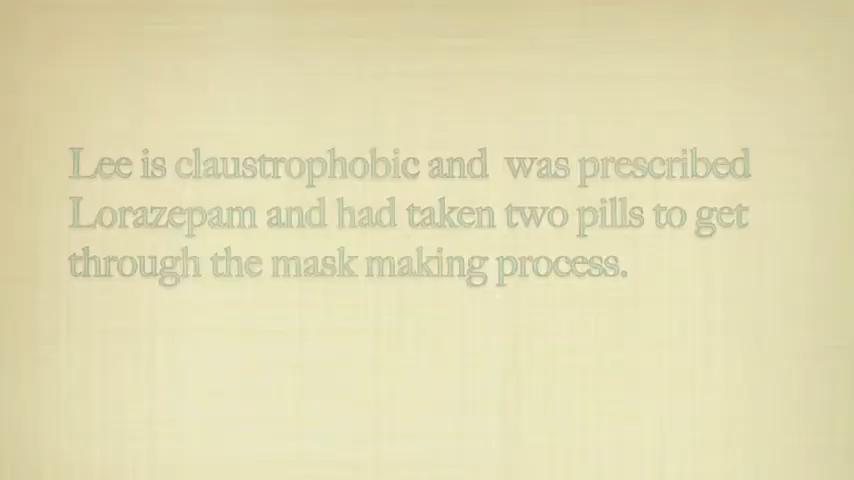 Lee is claustrophobic and was prescribed
Lorazepam and had taken two pills to get
through the mask making process.